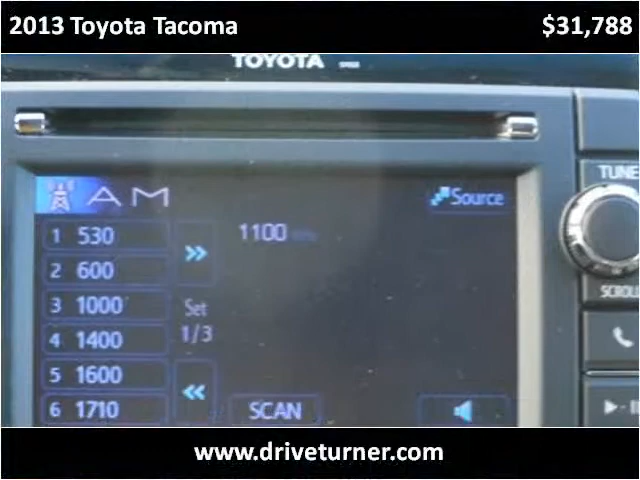 2013 Toyota Tacoma $31,788
TOYOTA
TUNE
AM
Source
1 530
1100
2 600
3 1000
Set
SCROLL
4 1400
1/3
5 1600
6 1710
SCAN
www.driveturner.com